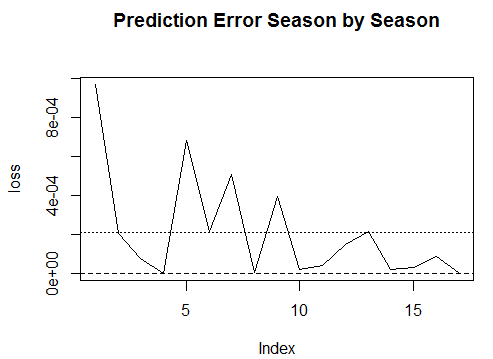 Prediction Error Season by Season
loss
8e-04
4e-04
0e+00
5
10
15
Index